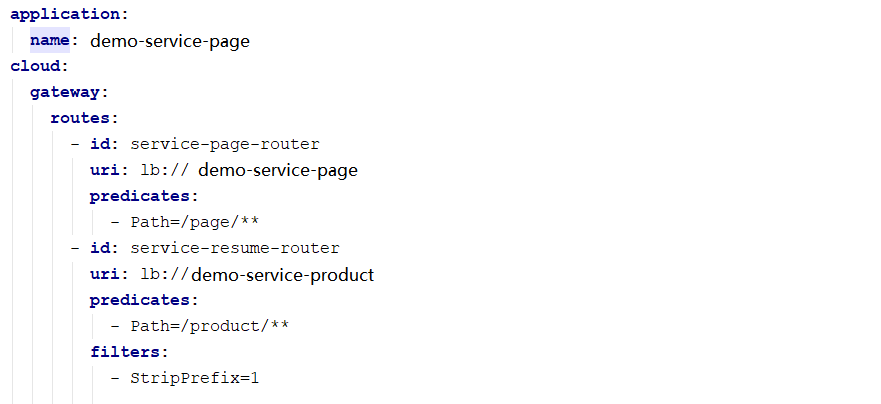 application:
name: demo-service-page
cloud:
gateway:
routes:
- id: service-page-router
uri: lb:// demo-service-page
predicates:
- Path=/page/**
- id: service-resume-router
uri: lb://demo-service-product
predicates:
- Path=/product/**
filters:
- StripPrefix=1